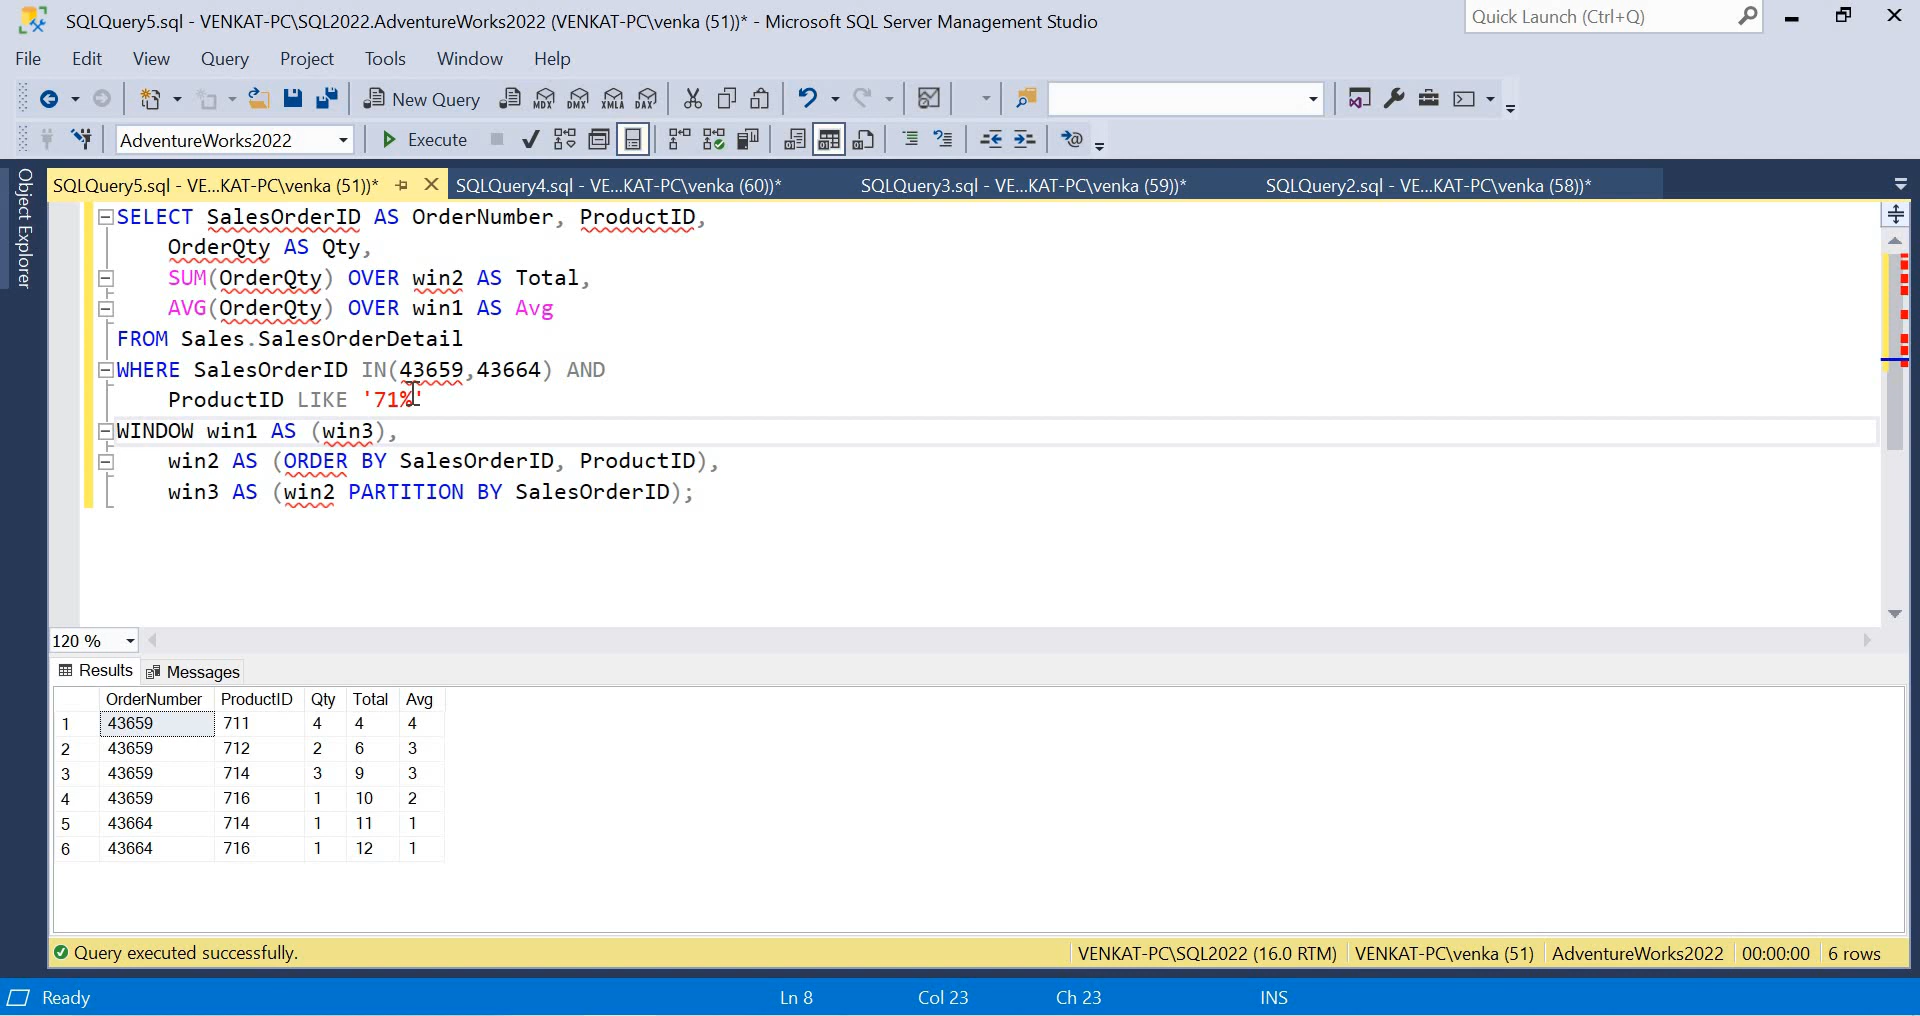 SQLQuery5.sql - VENKAT-PC\SQL2022.AdventureWorks2022 (VENKAT-PC\venka (51))* - Microsoft SQL Server Management Studio
Quick Launch (Ctrl+Q)
File Edit View Query Project Tools Window Help
New Query MDX DMX XMLA DAX
AdventureWorks2022 Execute
Object Explorer
SQLQuery5.sql - VE...KAT-PC\venka (51))* SQLQuery4.sql - VE...KAT-PC\venka (60))* SQLQuery3.sql - VE...KAT-PC\venka (59))* SQLQuery2.sql - VE...KAT-PC\venka (58))*
SELECT SalesOrderID AS OrderNumber, ProductID,
OrderQty AS Qty,
SUM(OrderQty) OVER win2 AS Total,
AVG(OrderQty) OVER win1 AS Avg
FROM Sales.SalesOrderDetail
WHERE SalesOrderID IN(43659,43664) AND
ProductID LIKE '71%'
WINDOW win1 AS (win3),
win2 AS (ORDER BY SalesOrderID, ProductID),
win3 AS (win2 PARTITION BY SalesOrderID);
120 %
Results Messages
OrderNumber ProductID Qty Total Avg
1 43659 711 4 4 4
2 43659 712 2 6 3
3 43659 714 3 9 3
4 43659 716 1 10 2
5 43664 714 1 11 1
6 43664 716 1 12 1
Query executed successfully. VENKAT-PC\SQL2022 (16.0 RTM) VENKAT-PC\venka (51) AdventureWorks2022 00:00:00 6 rows
Ready Ln 8 Col 23 Ch 23 INS